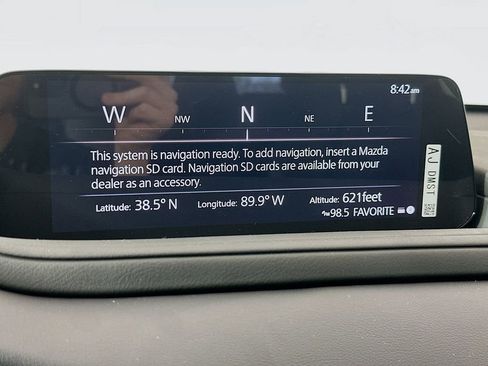 8:42am
W NW N NE E
This system is navigation ready. To add navigation, insert a Mazda
navigation SD card. Navigation SD cards are available from your
dealer as an accessory.
Latitude: 38.5° N Longitude: 89.9° W Altitude: 621feet
98.5 FAVORITE
AJ DMST